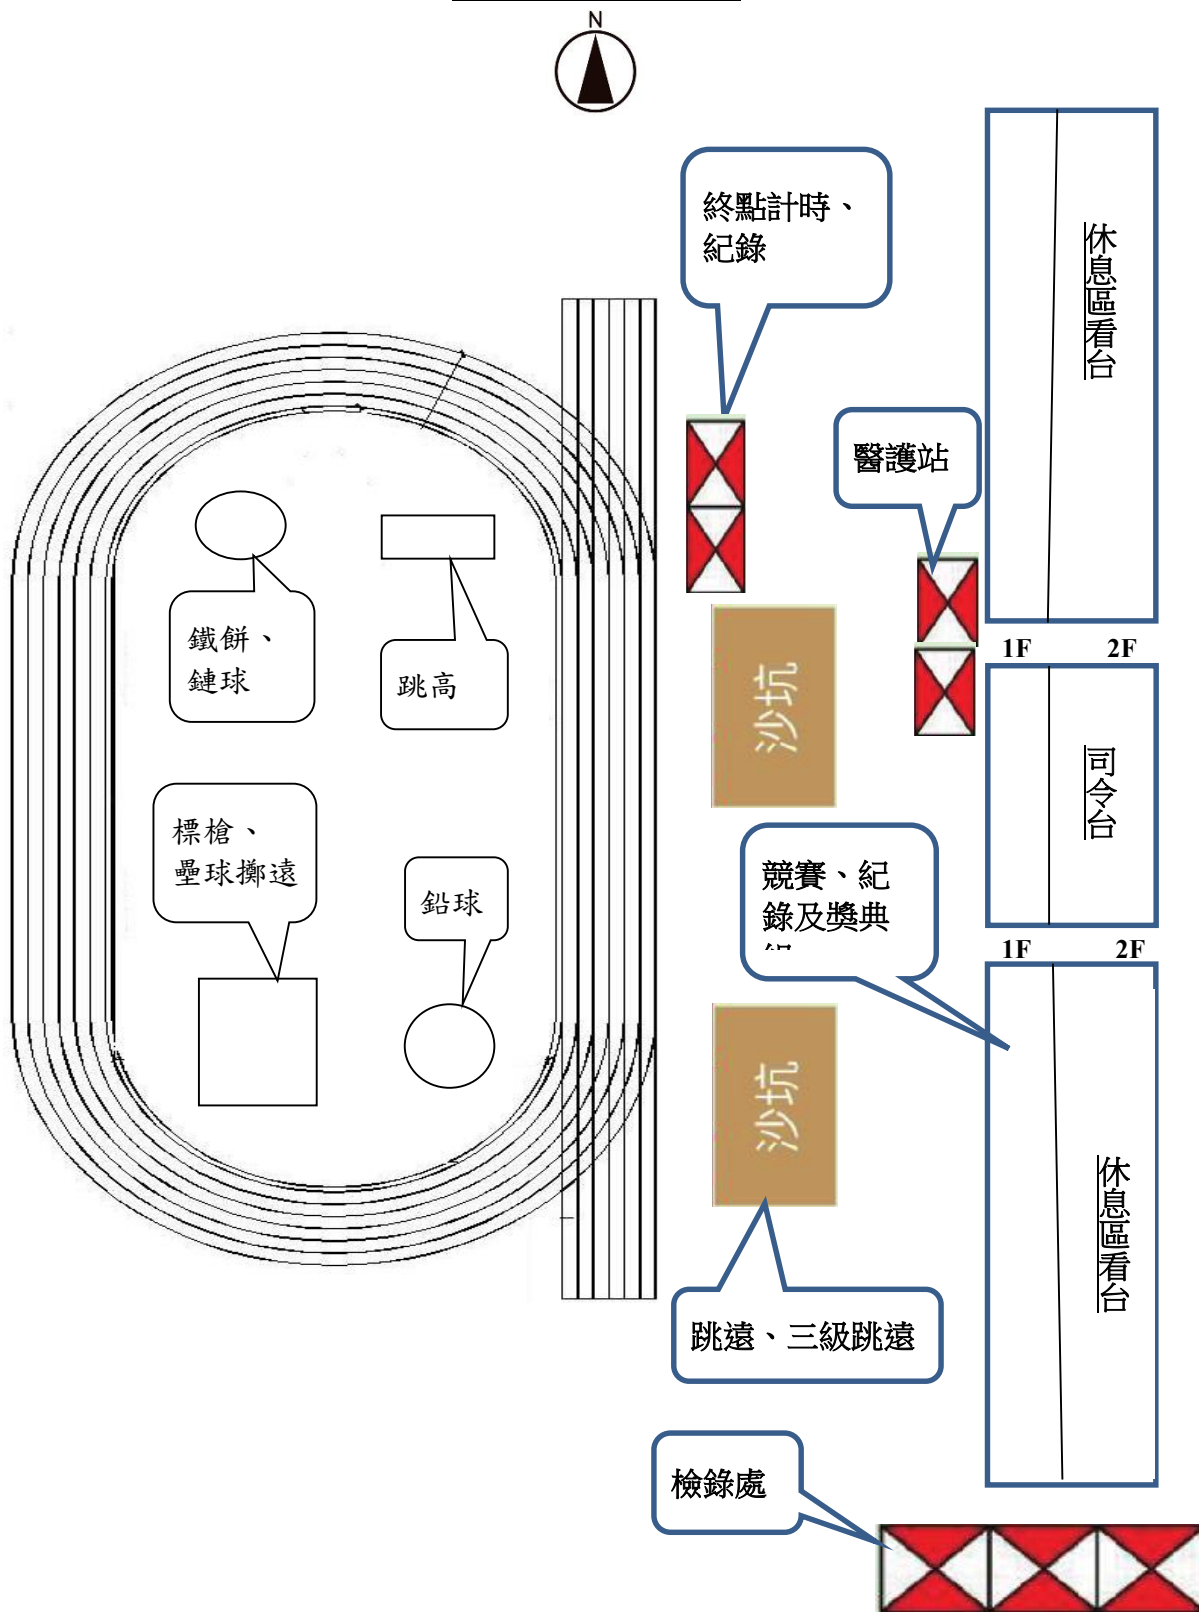 N
終點計時、
紀錄
休息區看台
醫護站
鐵餅、
鏈球
跳高
1F 2F
沙坑
司令台
標槍、
壘球擲遠
鉛球
競賽、紀
錄及獎典
1F 2F
沙坑
休息區看台
跳遠、三級跳遠
檢錄處